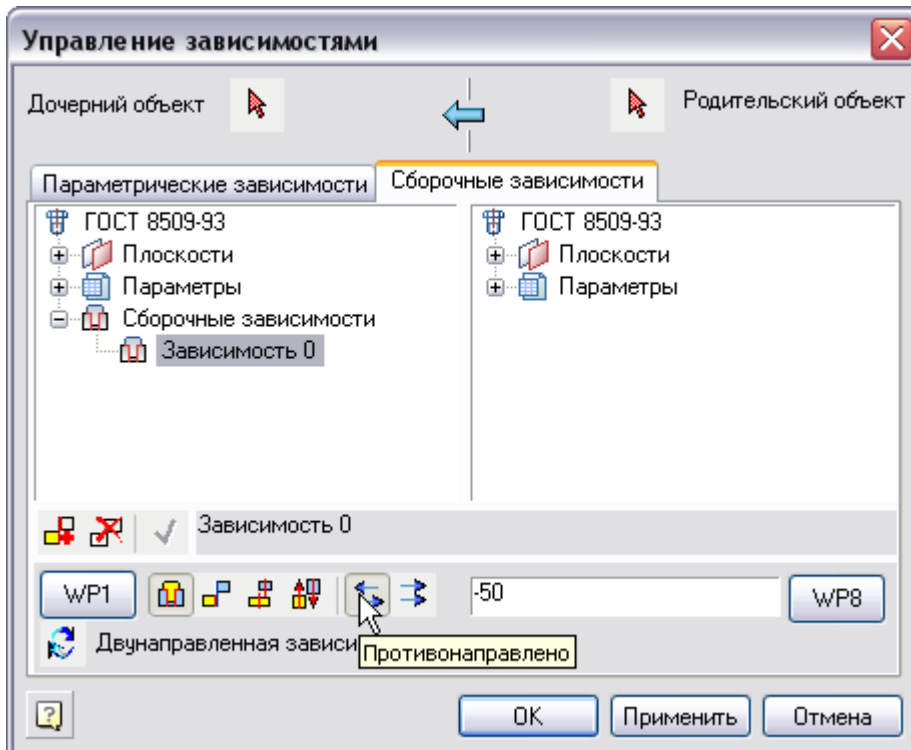 Управление зависимостями
Дочерний объект
Родительский объект
Параметрические зависимости
Сборочные зависимости
ГОСТ 8509-93
Плоскости
Параметры
Сборочные зависимости
Зависимость 0
ГОСТ 8509-93
Плоскости
Параметры
Зависимость 0
WP1
-50
WP8
Двунаправленная зависи
Противонаправлено
?
OK
Применить
Отмена